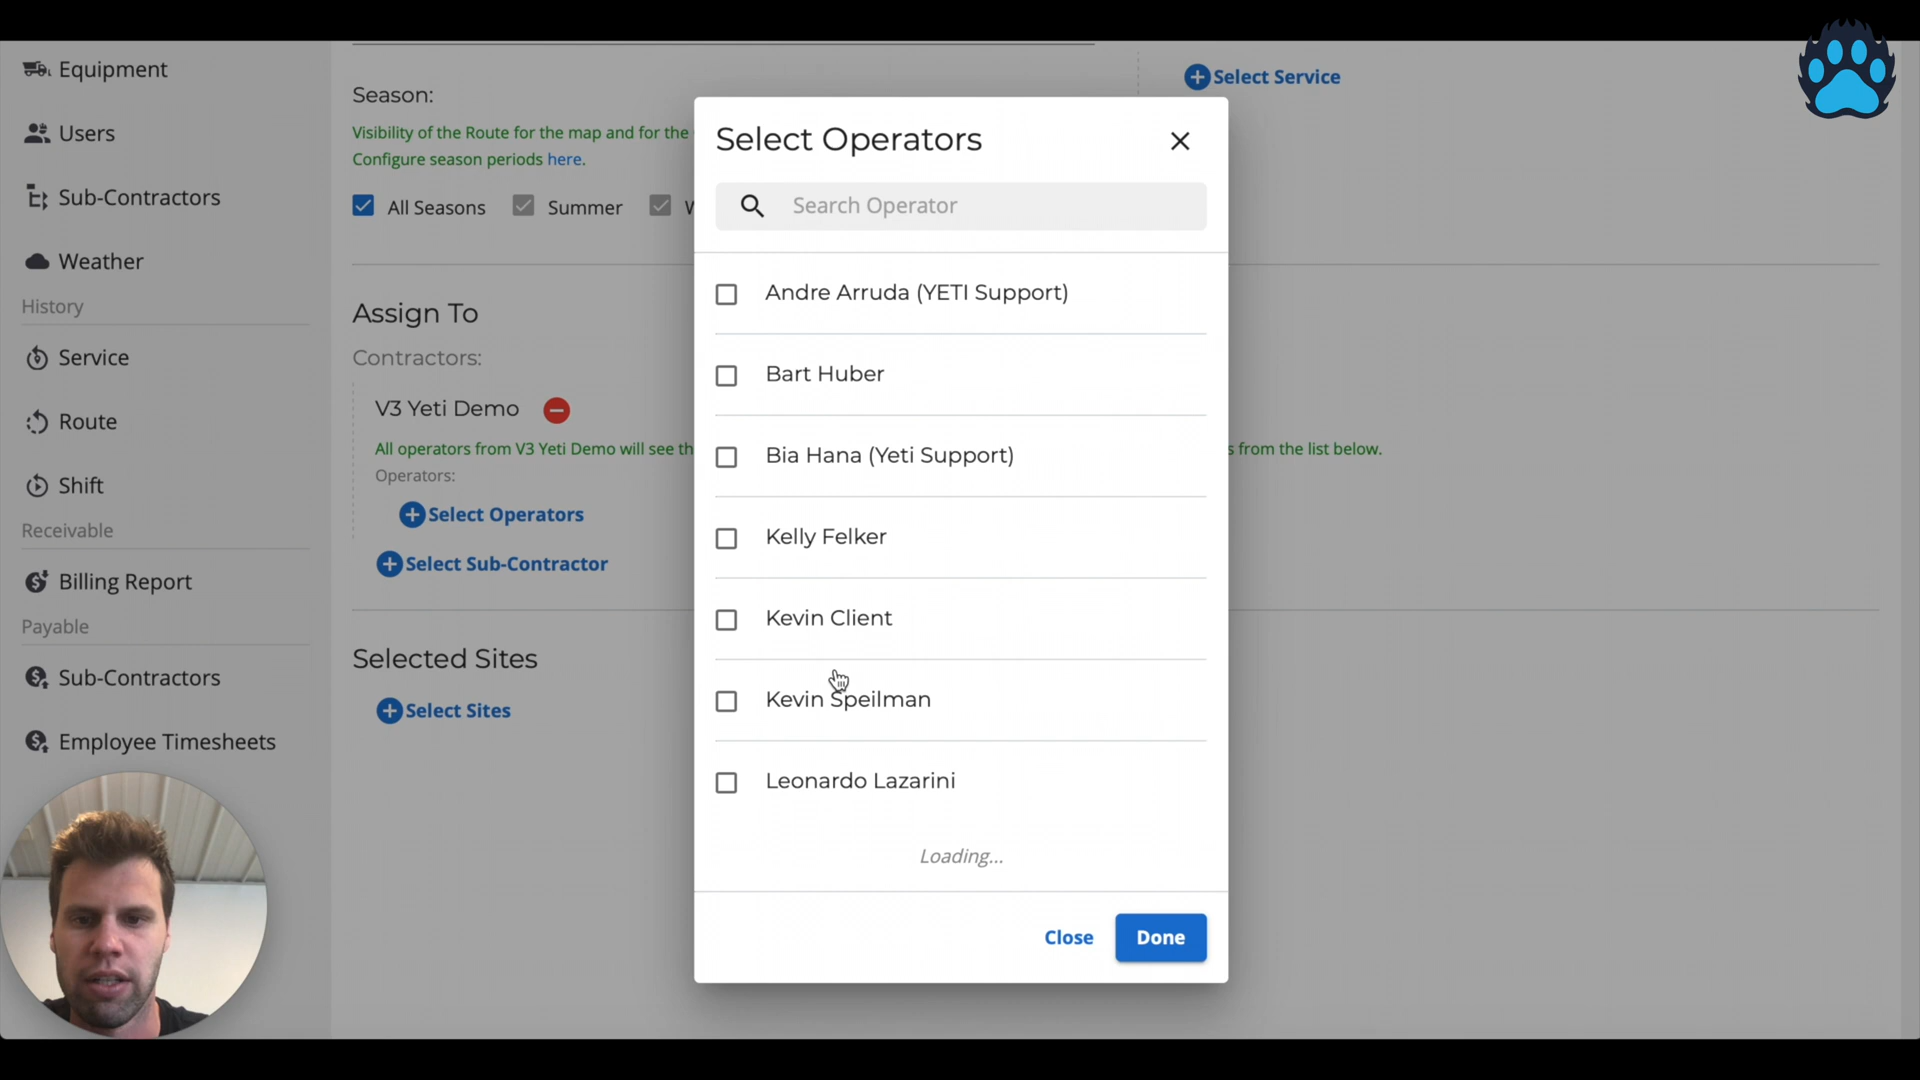 Equipment
Users
Sub-Contractors
Weather
History
Service
Route
Shift
Receivable
Billing Report
Payable
Sub-Contractors
Employee Timesheets
Season:
Visibility of the Route for the map and for the
Configure season periods here.
All Seasons
Summer
Select Service
Assign To
Contractors:
V3 Yeti Demo
All operators from V3 Yeti Demo will see th
s from the list below.
Operators:
Select Operators
Select Sub-Contractor
Selected Sites
Select Sites
Select Operators
Search Operator
Andre Arruda (YETI Support)
Bart Huber
Bia Hana (Yeti Support)
Kelly Felker
Kevin Client
Kevin Speilman
Leonardo Lazarini
Loading...
Close
Done